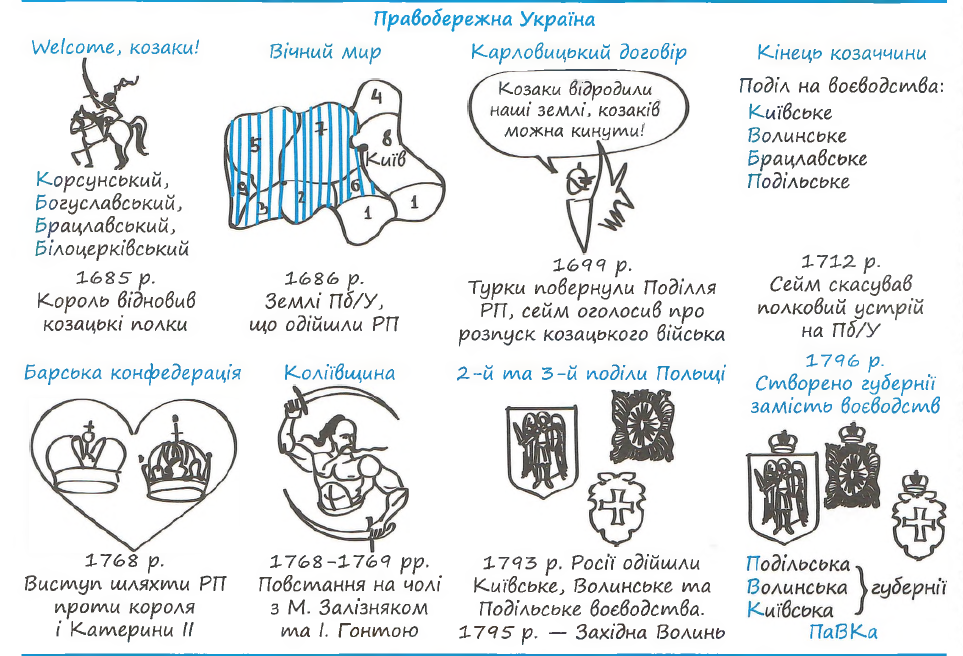 Правобережна Україна
Welcome, козаки!
Корсунський,
Богуславський,
Брацлавський,
Білоцерківський
1685 р.
Король відновив
козацькі полки
Вічний мир
4
5
7
8
Київ
9
3
2
6
1
1
1686 р.
Землі Пб/У,
що одійшли РП
Карловицький договір
Козаки відродили
наші землі, козаків
можна кинути!
1699 р.
Турки повернули Поділля
РП, сейм оголосив про
розпуск козацького війська
Кінець козаччини
Поділ на воєводства:
Київське
Волинське
Брацлавське
Подільське
1712 р.
Сейм скасував
полковий устрій
на Пб/У
Барська конфедерація
1768 р.
Виступ шляхти РП
проти короля
і Катерини II
Коліївщина
1768-1769 рр.
Повстання на чолі
з М. Залізняком
та І. Гонтою
2-й та 3-й поділи Польщі
1793 р. Росії одійшли
Київське, Волинське та
Подільське воєводства.
1795 р. — Західна Волинь
1796 р.
Створено губернії
замість воєводств
Подільська
Волинська
Київська
губернії
ПаВКа